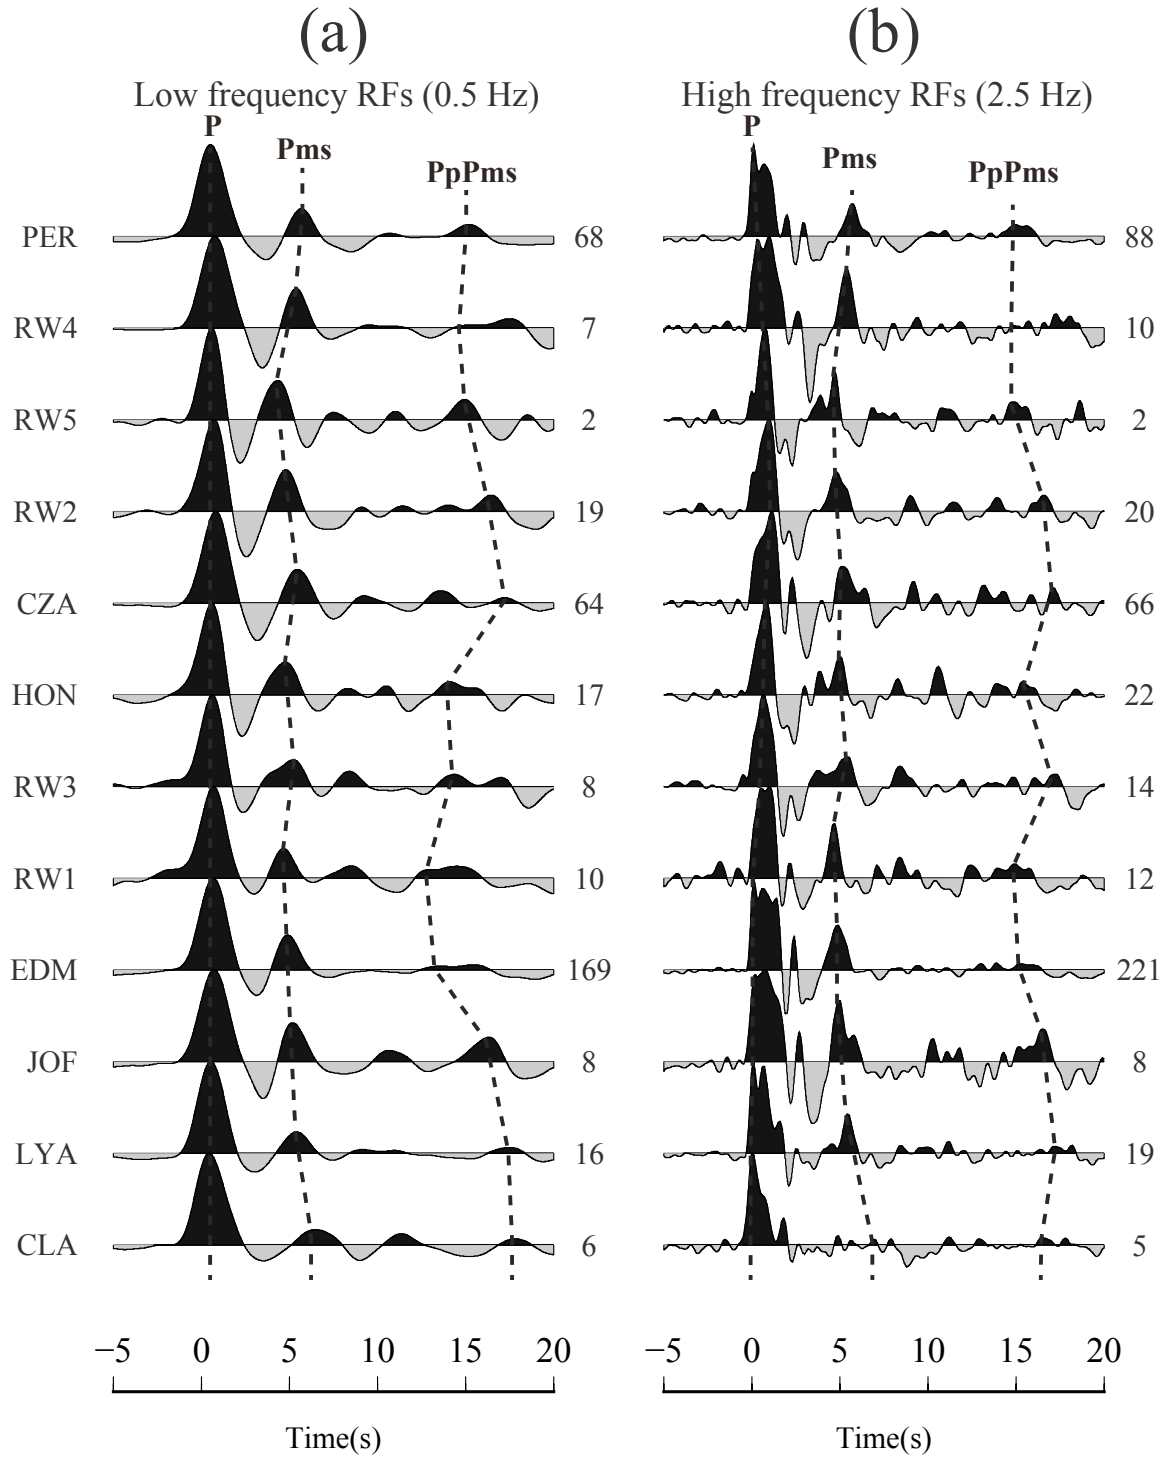 (a) (b)
Low frequency RFs (0.5 Hz) High frequency RFs (2.5 Hz)
P Pms PpPms P Pms PpPms
PER 68 88
RW4 7 10
RW5 2 2
RW2 19 20
CZA 64 66
HON 17 22
RW3 8 14
RW1 10 12
EDM 169 221
JOF 8 8
LYA 16 19
CLA 6 5
−5 0 5 10 15 20 −5 0 5 10 15 20
Time(s) Time(s)